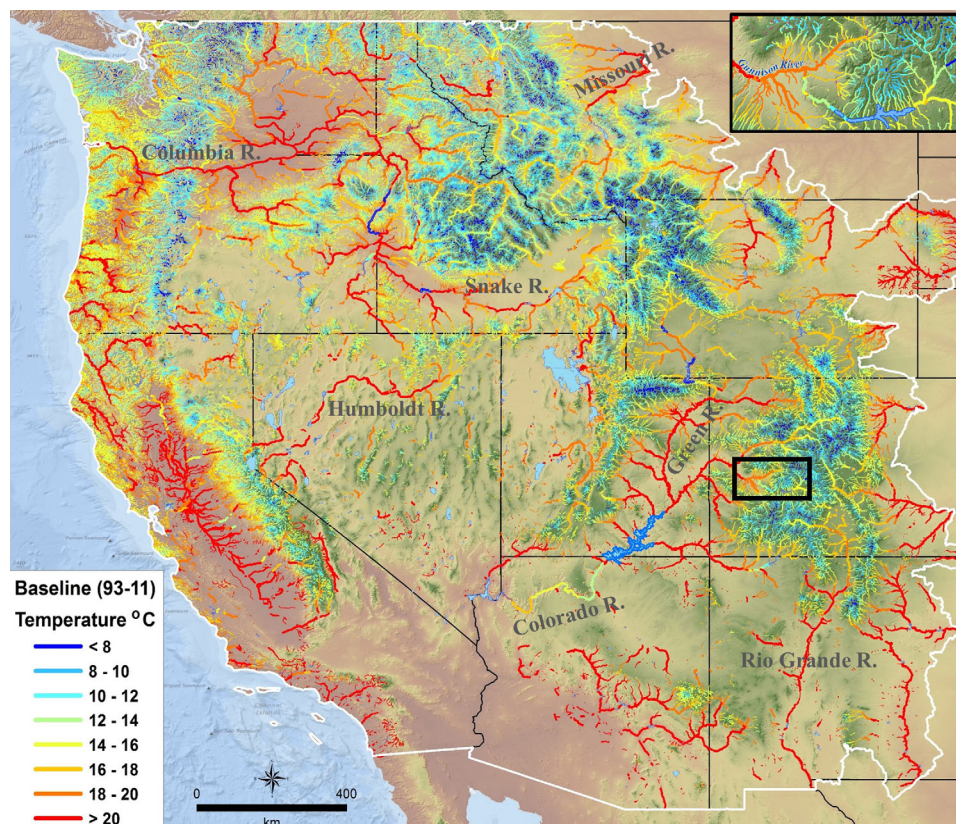 Gunnison River
Missouri R.
Columbia R.
Snake R.
Humboldt R.
Green R.
Colorado R.
Rio Grande R.
Baseline (93-11)
Temperature °C
< 8
8 - 10
10 - 12
12 - 14
14 - 16
16 - 18
18 - 20
> 20
0
400
km